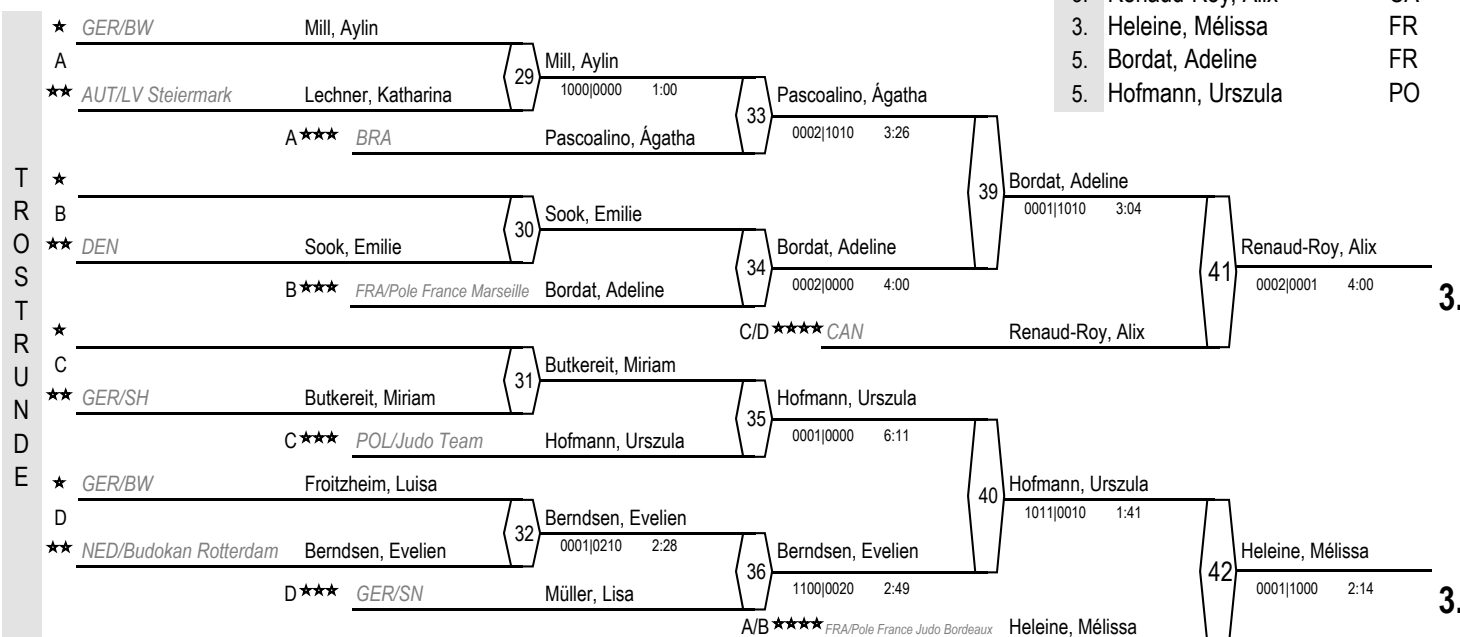 3. Renaud-Roy, Alix CA
3. Heleine, Mélissa FR
5. Bordat, Adeline FR
5. Hofmann, Urszula PO
TROSTRUNDE
★ GER/BW Mill, Aylin
A
29 Mill, Aylin
1000|0000 1:00
★★ AUT/LV Steiermark Lechner, Katharina
33 Pascoalino, Ágatha
0002|1010 3:26
A ★★★ BRA Pascoalino, Ágatha
★
39 Bordat, Adeline
0001|1010 3:04
B
30 Sook, Emilie
★★ DEN Sook, Emilie
34 Bordat, Adeline
0002|0000 4:00
41 Renaud-Roy, Alix
0002|0001 4:00
3.
B ★★★ FRA/Pole France Marseille Bordat, Adeline
C/D ★★★★ CAN Renaud-Roy, Alix
★
C
31 Butkereit, Miriam
★★ GER/SH Butkereit, Miriam
35 Hofmann, Urszula
0001|0000 6:11
C ★★★ POL/Judo Team Hofmann, Urszula
★ GER/BW Froitzheim, Luisa
40 Hofmann, Urszula
1011|0010 1:41
D
32 Berndsen, Evelien
0001|0210 2:28
★★ NED/Budokan Rotterdam Berndsen, Evelien
36 Berndsen, Evelien
1100|0020 2:49
42 Heleine, Mélissa
0001|1000 2:14
3.
D ★★★ GER/SN Müller, Lisa
A/B ★★★★ FRA/Pole France Judo Bordeaux Heleine, Mélissa